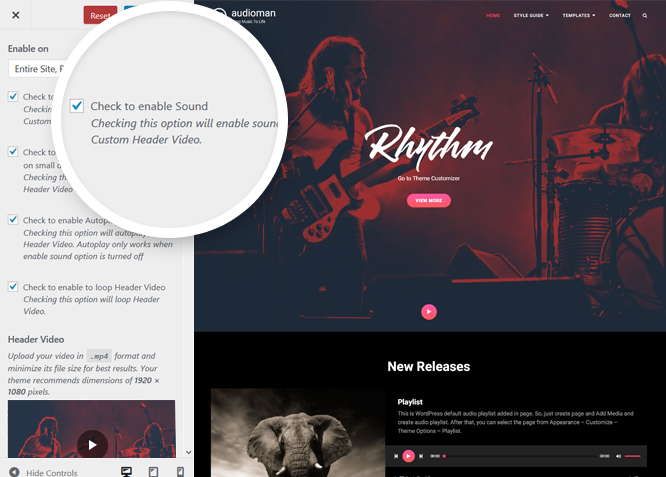 Reset
Enable on
Entire Site,
Check to
Checking
Custom
Check to
on small
Checking this
Header Video
Check to enable
Checking this option will
Header Video. Autoplay only works when
enable sound option is turned off
Check to enable to loop Header Video
Checking this option will loop Header
Video.
Header Video
Upload your video in .mp4 format and
minimize its file size for best results. Your
theme recommends dimensions of 1920 ×
1080 pixels.
Hide Controls
Check to enable Sound
Checking this option will enable sound
Custom Header Video.
audioman
Music To Life
HOME
STYLE GUIDE
TEMPLATES
CONTACT
Rhythm
Go to Theme Customizer
VIEW MORE
New Releases
Playlist
This is WordPress default audio playlist added in page. So, just create page and Add Media and
create audio playlist. After that, you can select the page from Appearance – Customize –
Theme Options – Playlist.
00:00
00:00